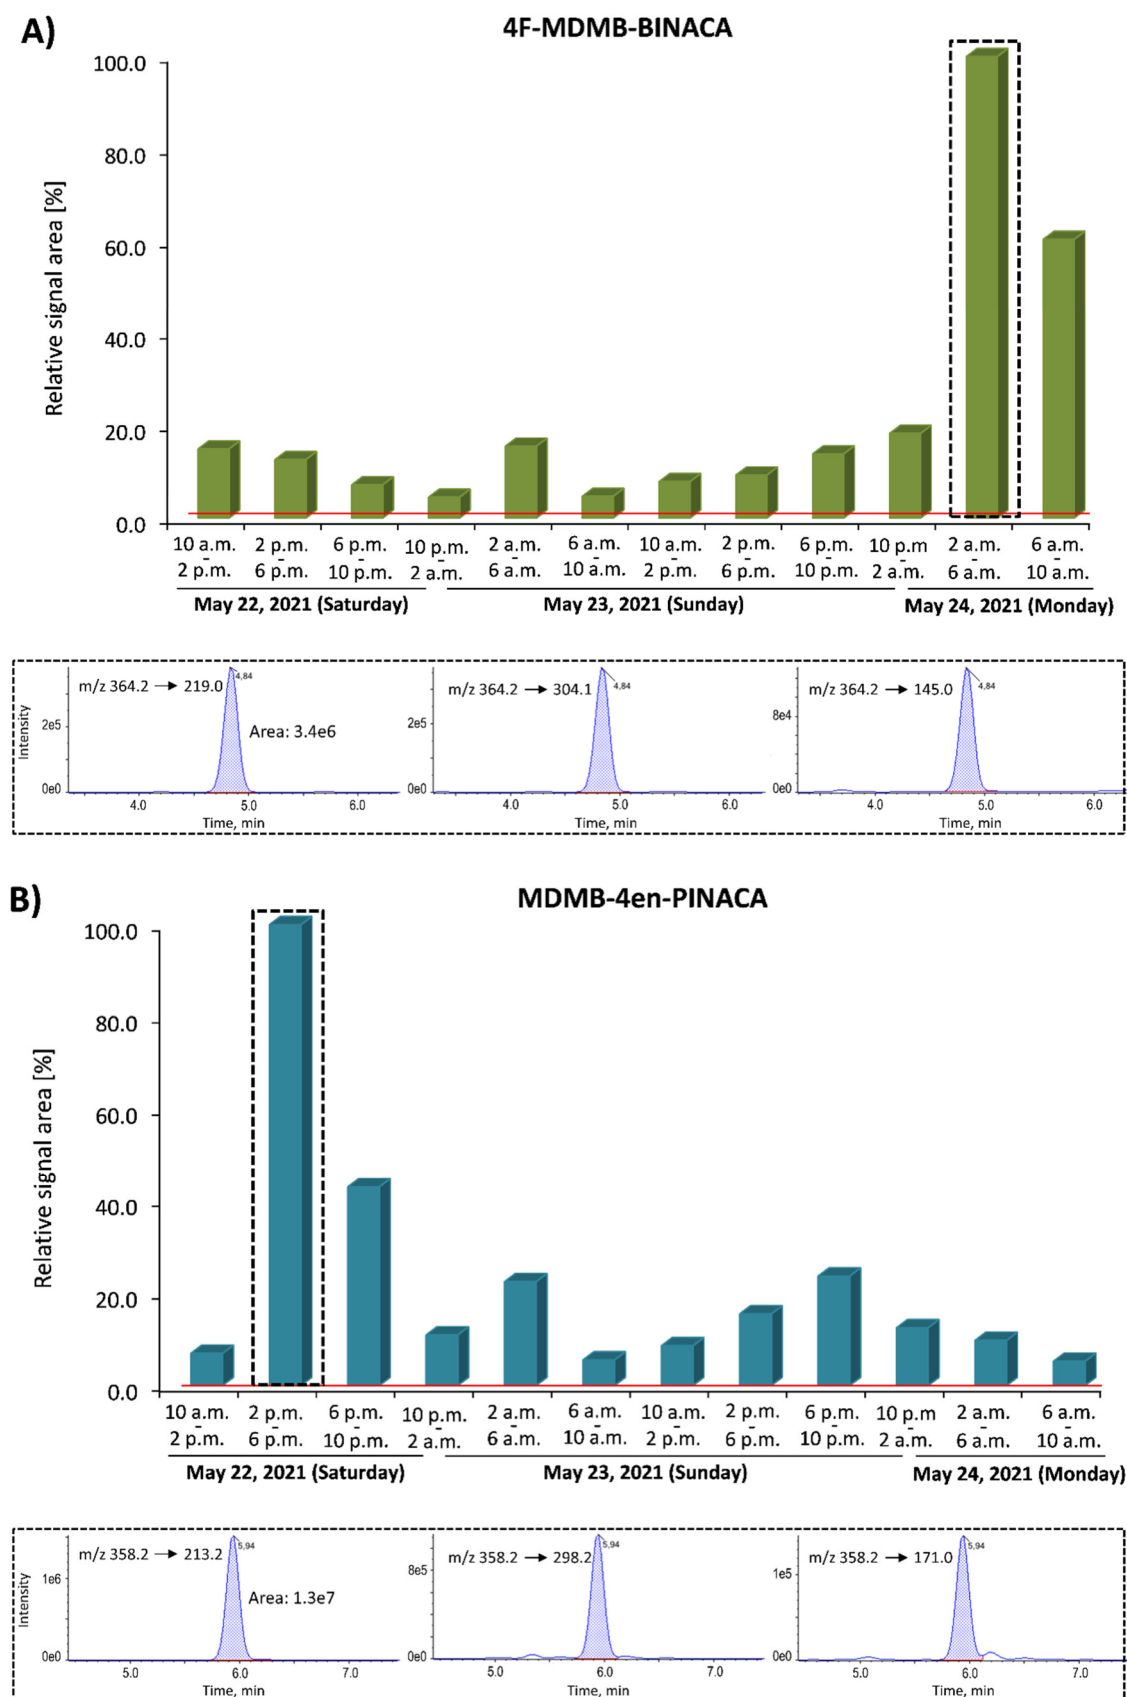 A)
4F-MDMB-BINACA
Relative signal area [%]
100.0
80.0
60.0
40.0
20.0
0.0
10 a.m. 2 p.m. 6 p.m. 10 p.m. 2 a.m. 6 a.m. 10 a.m. 2 p.m. 6 p.m. 10 p.m 2 a.m. 6 a.m.
- - - - - - - - - - - -
2 p.m. 6 p.m. 10 p.m. 2 a.m. 6 a.m. 10 a.m. 2 p.m. 6 p.m. 10 p.m. 2 a.m. 6 a.m. 10 a.m.
May 22, 2021 (Saturday) May 23, 2021 (Sunday) May 24, 2021 (Monday)
Intensity
m/z 364.2 → 219.0
4,84
Area: 3.4e6
2e5
0e0
4.0 5.0 6.0
Time, min
m/z 364.2 → 304.1
4,84
2e5
0e0
4.0 5.0 6.0
Time, min
m/z 364.2 → 145.0
4,84
8e4
0e0
4.0 5.0 6.0
Time, min
B)
MDMB-4en-PINACA
Relative signal area [%]
100.0
80.0
60.0
40.0
20.0
0.0
10 a.m. 2 p.m. 6 p.m. 10 p.m. 2 a.m. 6 a.m. 10 a.m. 2 p.m. 6 p.m. 10 p.m 2 a.m. 6 a.m.
- - - - - - - - - - - -
2 p.m. 6 p.m. 10 p.m. 2 a.m. 6 a.m. 10 a.m. 2 p.m. 6 p.m. 10 p.m. 2 a.m. 6 a.m. 10 a.m.
May 22, 2021 (Saturday) May 23, 2021 (Sunday) May 24, 2021 (Monday)
Intensity
m/z 358.2 → 213.2
5,94
Area: 1.3e7
1e6
0e0
5.0 6.0 7.0
Time, min
m/z 358.2 → 298.2
5,94
8e5
0e0
5.0 6.0 7.0
Time, min
m/z 358.2 → 171.0
5,94
1e5
0e0
5.0 6.0 7.0
Time, min